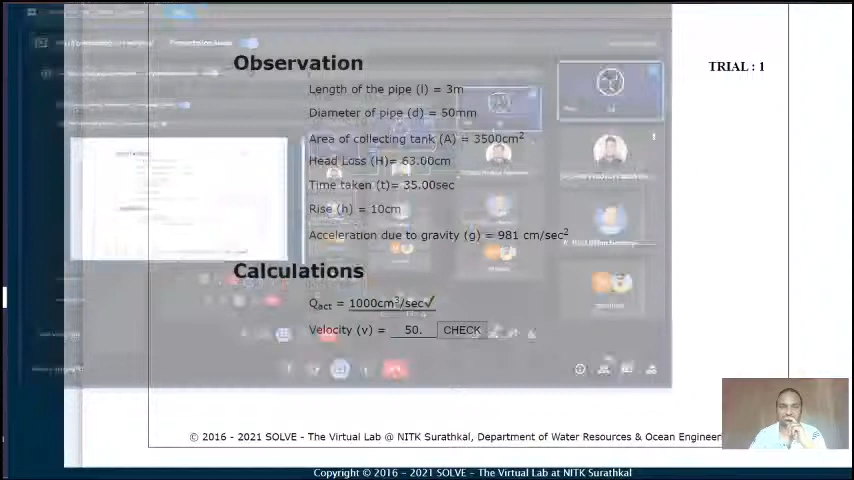 Observation
TRIAL : 1
Length of the pipe (l) = 3m
Diameter of pipe (d) = 50mm
Area of collecting tank (A) = 3500cm²
Head Loss (H)= 63.00cm
Time taken (t)= 35.00sec
Rise (h) = 10cm
Acceleration due to gravity (g) = 981 cm/sec²
Calculations
Qact = 1000cm³/sec✓
Velocity (v) = 50. CHECK
© 2016 - 2021 SOLVE - The Virtual Lab @ NITK Surathkal, Department of Water Resources & Ocean Engineer
Copyright © 2016 – 2021 SOLVE – The Virtual Lab at NITK Surathkal